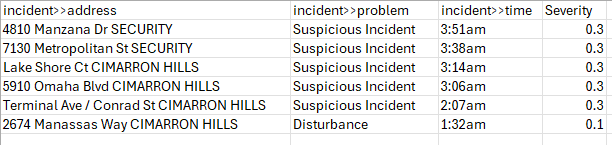 incident>>address incident>>problem incident>>time Severity
4810 Manzana Dr SECURITY Suspicious Incident 3:51am 0.3
7130 Metropolitan St SECURITY Suspicious Incident 3:38am 0.3
Lake Shore Ct CIMARRON HILLS Suspicious Incident 3:14am 0.3
5910 Omaha Blvd CIMARRON HILLS Suspicious Incident 3:06am 0.3
Terminal Ave / Conrad St CIMARRON HILLS Suspicious Incident 2:07am 0.3
2674 Manassas Way CIMARRON HILLS Disturbance 1:32am 0.1